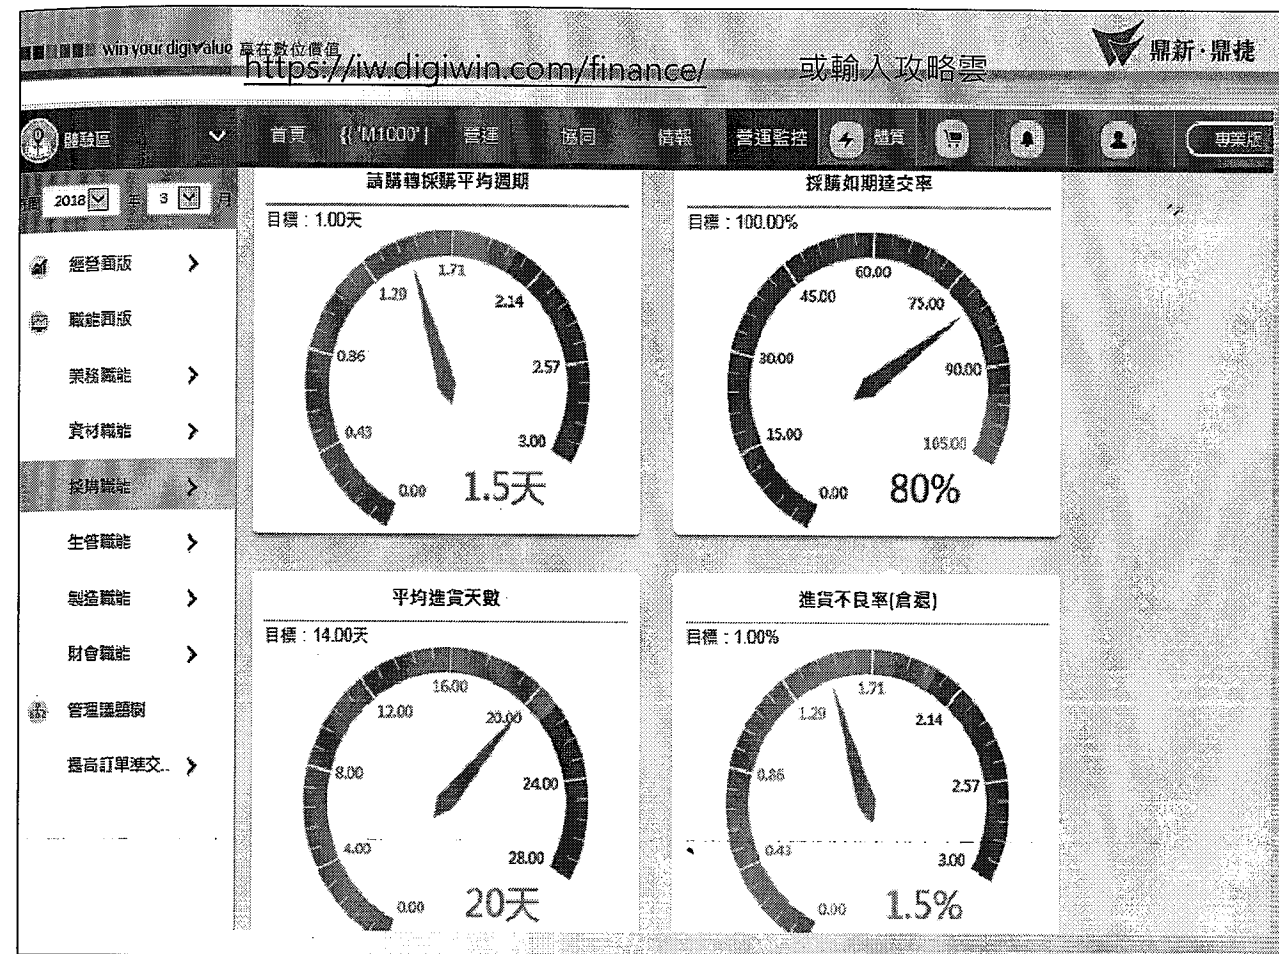 win your digivalue 贏在數位價值
https://iw.digiwin.com/finance/ 或輸入攻略雲
鼎新·鼎捷
體驗區
首頁 {{ 'M1000' | 營運 協同 情報 營運監控 體質 專業版
2018 年 3 月
經營面版
職能面版
業務職能
資材職能
採購職能
生管職能
製造職能
財會職能
管理議題樹
提高訂單準交..
請購轉採購平均週期
目標：1.00天
0.00
0.43
0.86
1.29
1.71
2.14
2.57
3.00
1.5天
採購如期達交率
目標：100.00%
0.00
15.00
30.00
45.00
60.00
75.00
90.00
105.00
80%
平均進貨天數
目標：14.00天
0.00
4.00
8.00
12.00
16.00
20.00
24.00
28.00
20天
進貨不良率(倉退)
目標：1.00%
0.00
0.43
0.86
1.29
1.71
2.14
2.57
3.00
1.5%